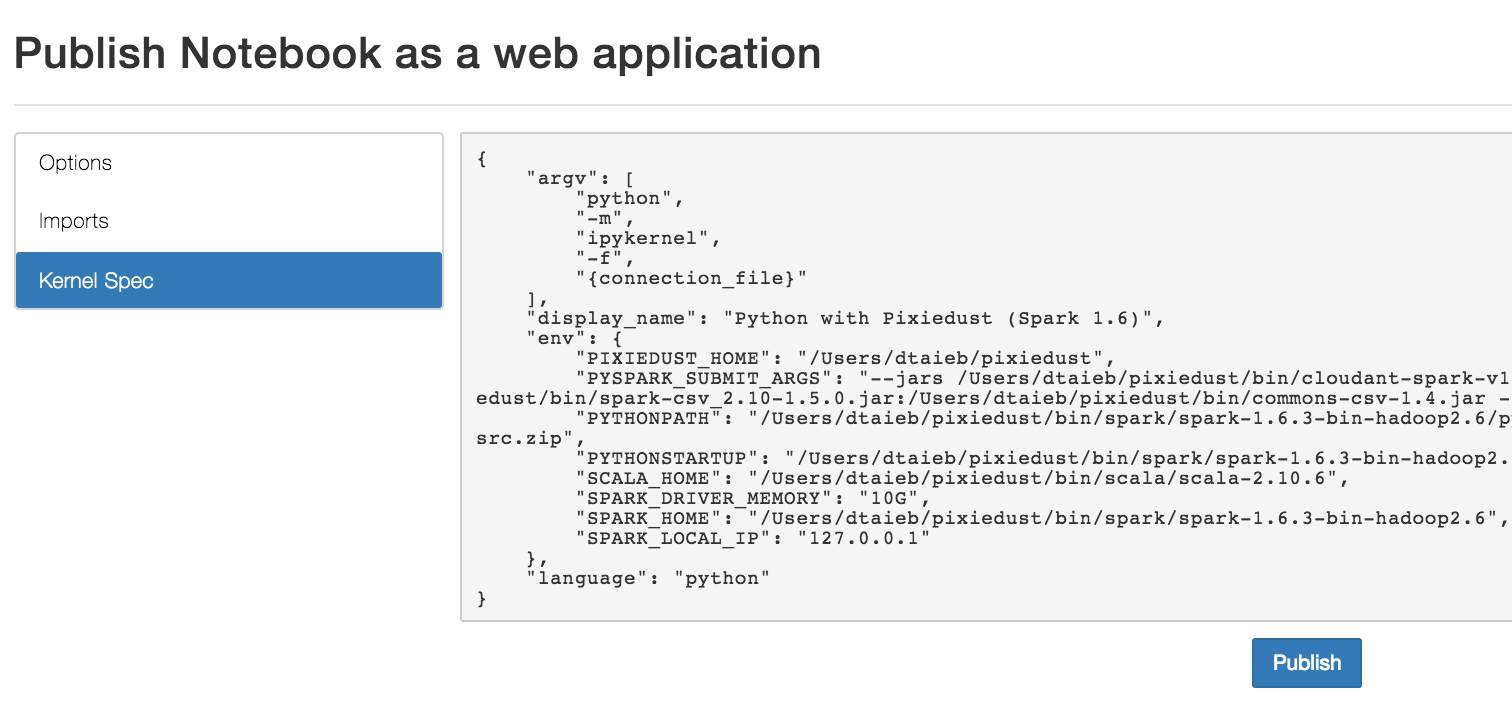 Publish Notebook as a web application
Options
Imports
Kernel Spec
{
    "argv": [
        "python",
        "-m",
        "ipykernel",
        "-f",
        "{connection_file}"
    ],
    "display_name": "Python with Pixiedust (Spark 1.6)",
    "env": {
        "PIXIEDUST_HOME": "/Users/dtaieb/pixiedust",
        "PYSPARK_SUBMIT_ARGS": "--jars /Users/dtaieb/pixiedust/bin/cloudant-spark-v1
edust/bin/spark-csv_2.10-1.5.0.jar:/Users/dtaieb/pixiedust/bin/commons-csv-1.4.jar -
        "PYTHONPATH": "/Users/dtaieb/pixiedust/bin/spark/spark-1.6.3-bin-hadoop2.6/p
src.zip",
        "PYTHONSTARTUP": "/Users/dtaieb/pixiedust/bin/spark/spark-1.6.3-bin-hadoop2.
        "SCALA_HOME": "/Users/dtaieb/pixiedust/bin/scala/scala-2.10.6",
        "SPARK_DRIVER_MEMORY": "10G",
        "SPARK_HOME": "/Users/dtaieb/pixiedust/bin/spark/spark-1.6.3-bin-hadoop2.6",
        "SPARK_LOCAL_IP": "127.0.0.1"
    },
    "language": "python"
}
Publish